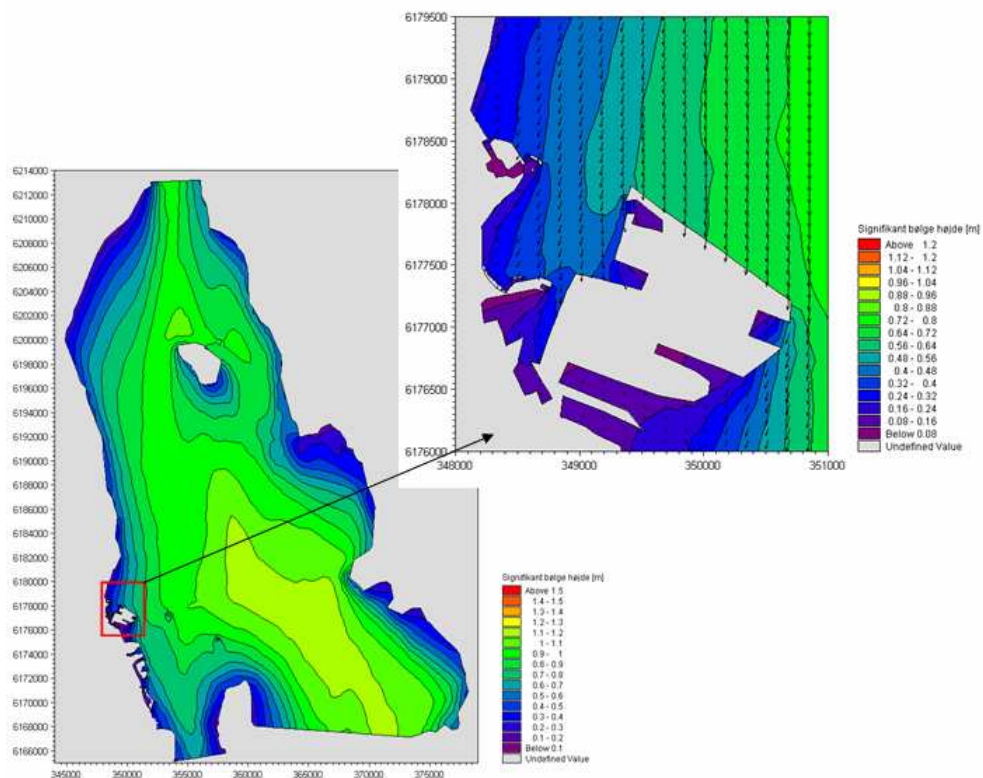 6179500
6179000
6178500
6178000
6177500
6177000
6176500
6176000
348000 349000 350000 351000
Signifikant bølge højde [m]
Above 1.2
1.12 - 1.2
1.04 - 1.12
0.96 - 1.04
0.88 - 0.96
0.8 - 0.88
0.72 - 0.8
0.64 - 0.72
0.56 - 0.64
0.48 - 0.56
0.4 - 0.48
0.32 - 0.4
0.24 - 0.32
0.16 - 0.24
0.08 - 0.16
Below 0.08
Undefined Value
6214000
6212000
6210000
6208000
6206000
6204000
6202000
6200000
6198000
6196000
6194000
6192000
6190000
6188000
6186000
6184000
6182000
6180000
6178000
6176000
6174000
6172000
6170000
6168000
6166000
345000 350000 355000 360000 365000 370000 375000
Signifikant bølge højde [m]
Above 1.5
1.4 - 1.5
1.3 - 1.4
1.2 - 1.3
1.1 - 1.2
1 - 1.1
0.9 - 1
0.8 - 0.9
0.7 - 0.8
0.6 - 0.7
0.5 - 0.6
0.4 - 0.5
0.3 - 0.4
0.2 - 0.3
0.1 - 0.2
Below 0.1
Undefined Value